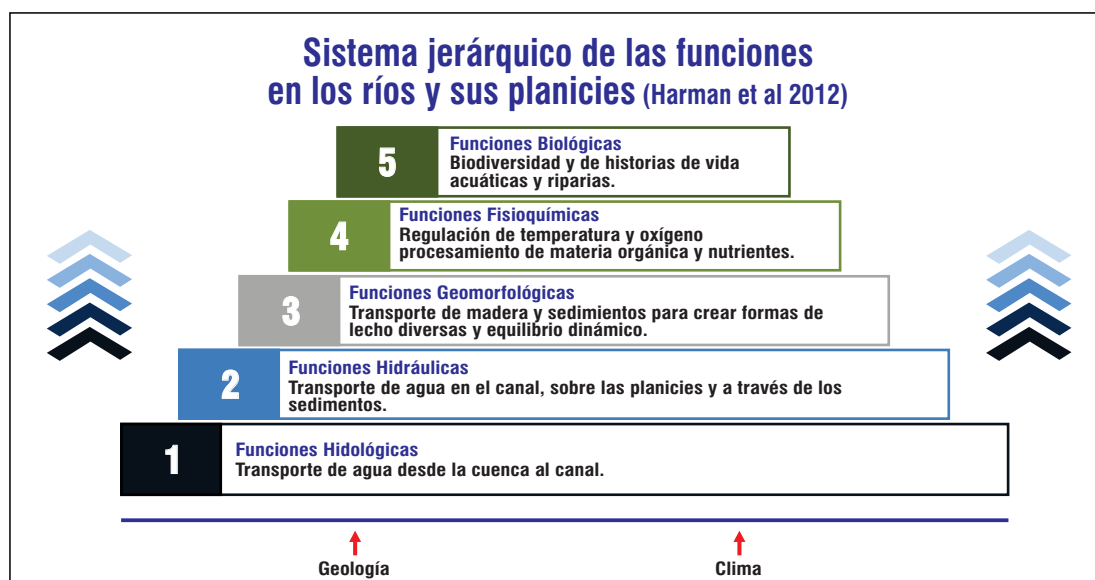 Sistema jerárquico de las funciones
en los ríos y sus planicies (Harman et al 2012)
5
Funciones Biológicas
Biodiversidad y de historias de vida
acuáticas y riparias.
4
Funciones Fisioquímicas
Regulación de temperatura y oxígeno
procesamiento de materia orgánica y nutrientes.
3
Funciones Geomorfológicas
Transporte de madera y sedimientos para crear formas de
lecho diversas y equilibrio dinámico.
2
Funciones Hidráulicas
Transporte de agua en el canal, sobre las planicies y a través de los
sedimentos.
1
Funciones Hidológicas
Transporte de agua desde la cuenca al canal.
Geología
Clima